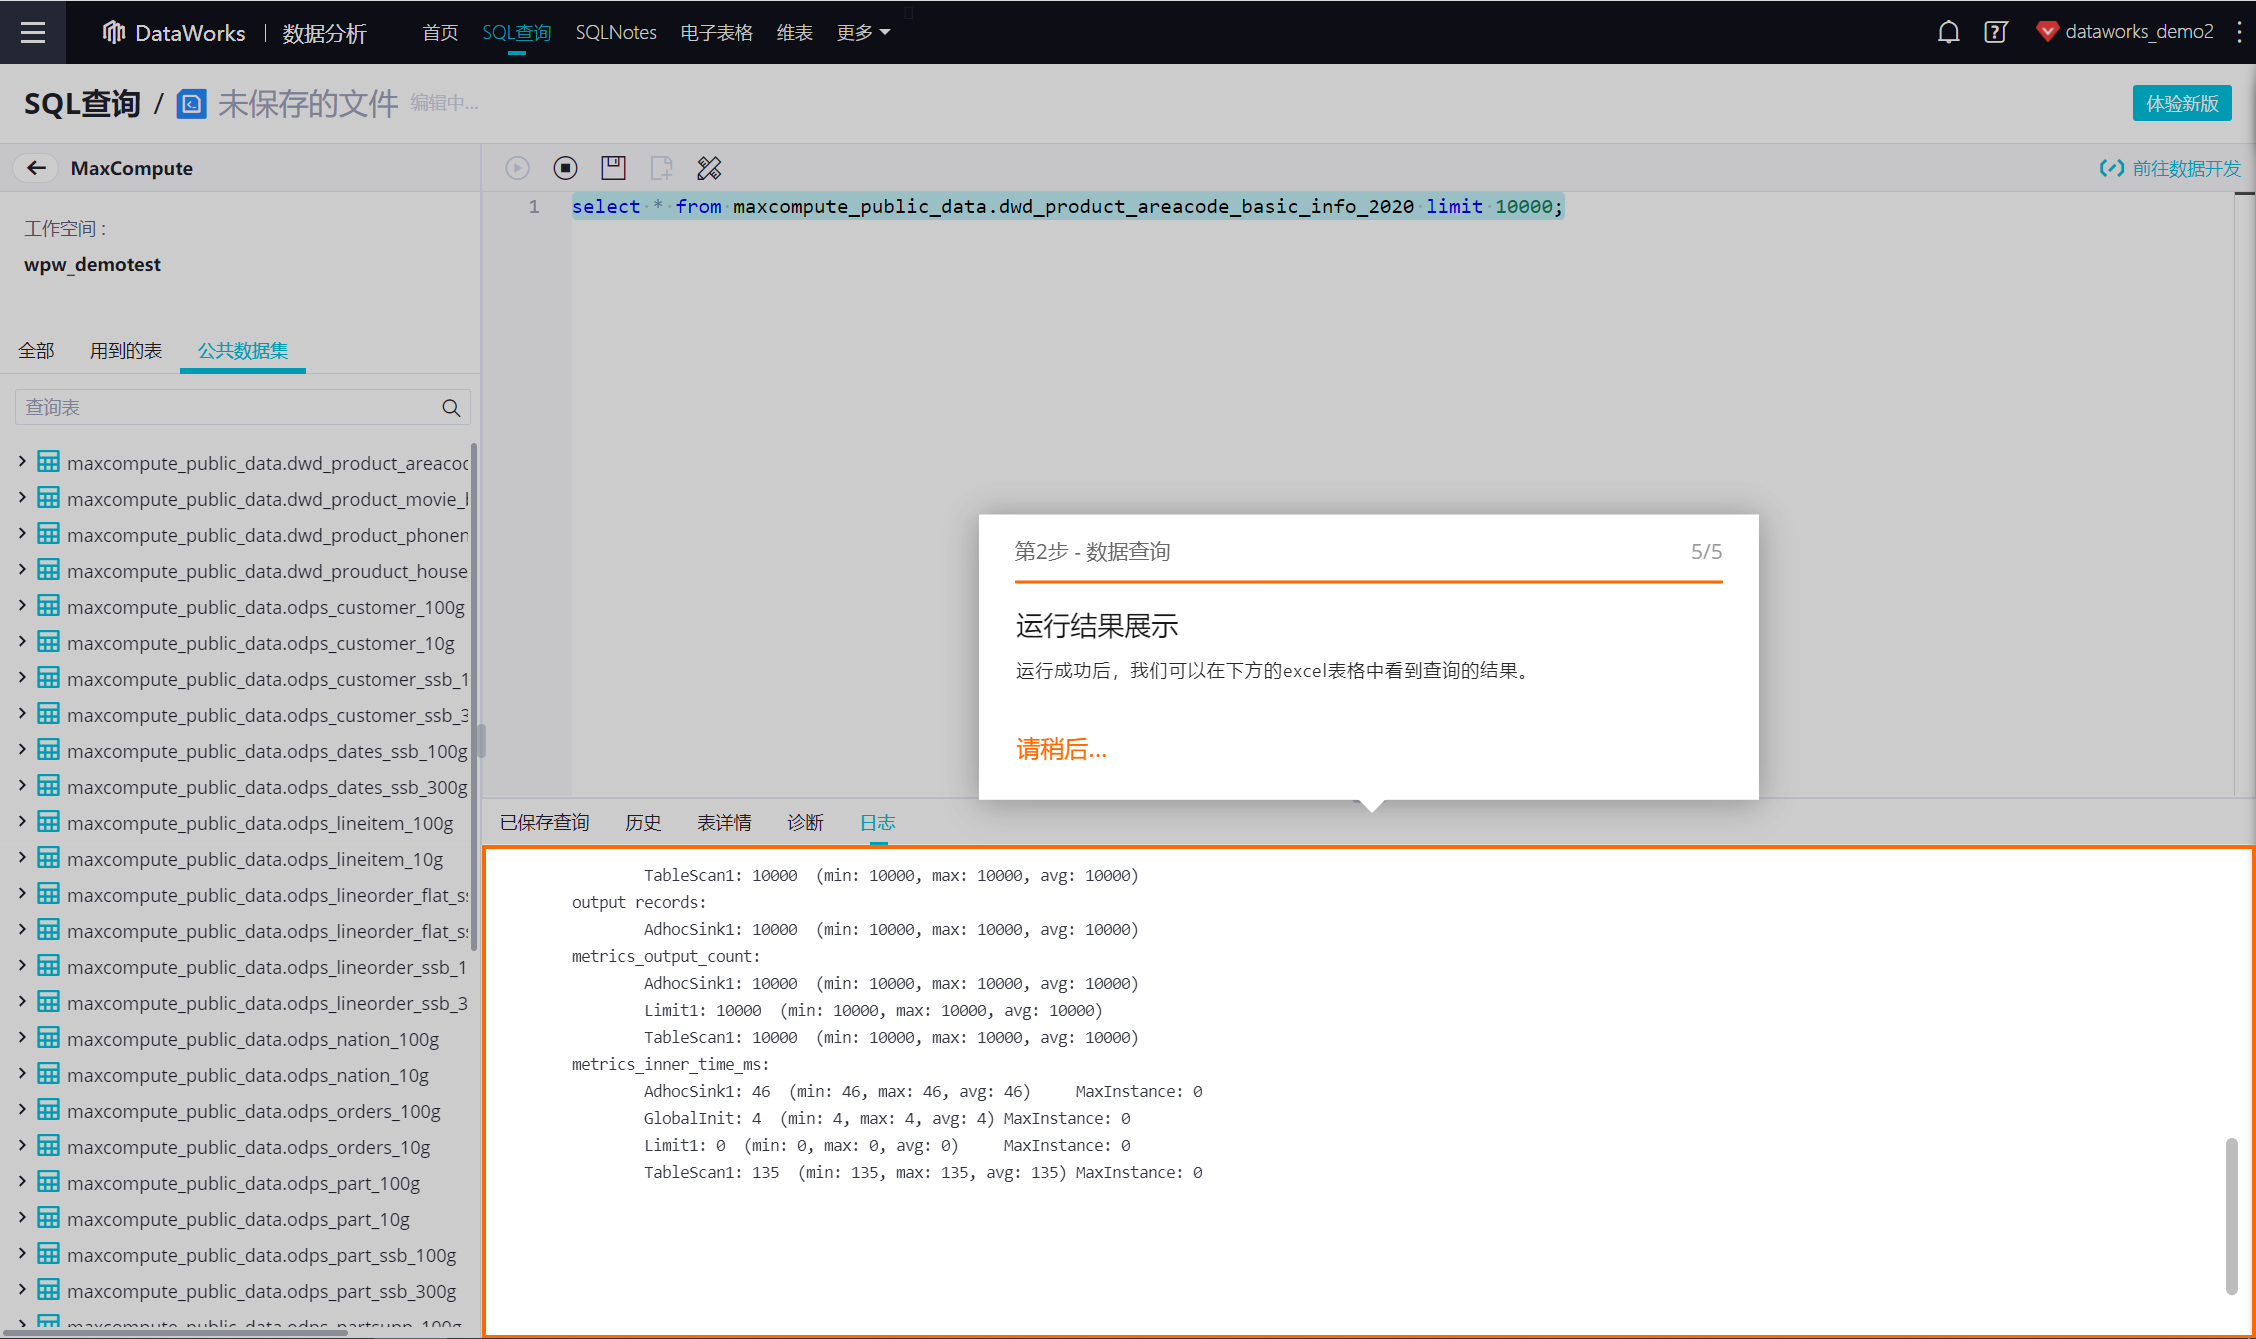 DataWorks | 数据分析 首页 SQL查询 SQLNotes 电子表格 维表 更多 dataworks_demo2
SQL查询 / 未保存的文件 编辑中... 体验新版
MaxCompute
前往数据开发
工作空间 :
wpw_demotest
全部 用到的表 公共数据集
查询表
maxcompute_public_data.dwd_product_areacod
maxcompute_public_data.dwd_product_movie_b
maxcompute_public_data.dwd_product_phonen
maxcompute_public_data.dwd_prouduct_house
maxcompute_public_data.odps_customer_100g
maxcompute_public_data.odps_customer_10g
maxcompute_public_data.odps_customer_ssb_1
maxcompute_public_data.odps_customer_ssb_3
maxcompute_public_data.odps_dates_ssb_100g
maxcompute_public_data.odps_dates_ssb_300g
maxcompute_public_data.odps_lineitem_100g
maxcompute_public_data.odps_lineitem_10g
maxcompute_public_data.odps_lineorder_flat_ss
maxcompute_public_data.odps_lineorder_flat_ss
maxcompute_public_data.odps_lineorder_ssb_1
maxcompute_public_data.odps_lineorder_ssb_3
maxcompute_public_data.odps_nation_100g
maxcompute_public_data.odps_nation_10g
maxcompute_public_data.odps_orders_100g
maxcompute_public_data.odps_orders_10g
maxcompute_public_data.odps_part_100g
maxcompute_public_data.odps_part_10g
maxcompute_public_data.odps_part_ssb_100g
maxcompute_public_data.odps_part_ssb_300g
maxcompute_public_data.odps_partsupp_100g
1 select * from maxcompute_public_data.dwd_product_areacode_basic_info_2020 limit 10000;
第2步 - 数据查询 5/5
运行结果展示
运行成功后，我们可以在下方的excel表格中看到查询的结果。
请稍后...
已保存查询 历史 表详情 诊断 日志
TableScan1: 10000 (min: 10000, max: 10000, avg: 10000)
output records:
AdhocSink1: 10000 (min: 10000, max: 10000, avg: 10000)
metrics_output_count:
AdhocSink1: 10000 (min: 10000, max: 10000, avg: 10000)
Limit1: 10000 (min: 10000, max: 10000, avg: 10000)
TableScan1: 10000 (min: 10000, max: 10000, avg: 10000)
metrics_inner_time_ms:
AdhocSink1: 46 (min: 46, max: 46, avg: 46) MaxInstance: 0
GlobalInit: 4 (min: 4, max: 4, avg: 4) MaxInstance: 0
Limit1: 0 (min: 0, max: 0, avg: 0) MaxInstance: 0
TableScan1: 135 (min: 135, max: 135, avg: 135) MaxInstance: 0